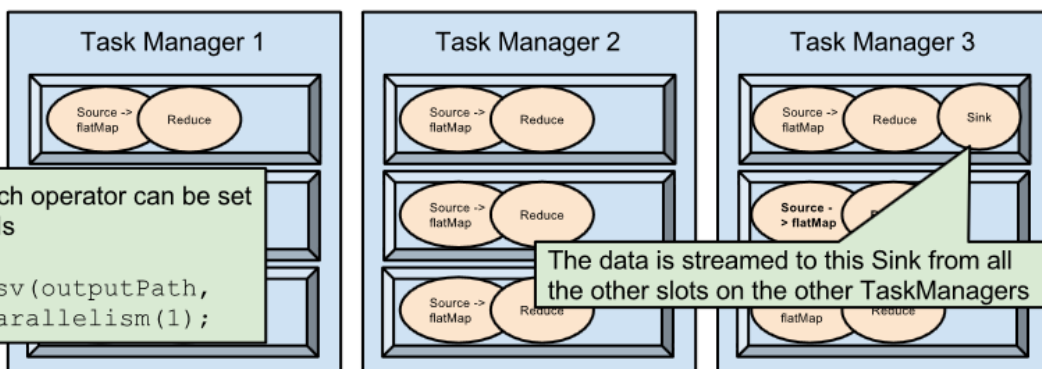 Task Manager 1
Task Manager 2
Task Manager 3
Source ->
flatMap
Reduce
Source ->
flatMap
Reduce
Source ->
flatMap
Reduce
Sink
ch operator can be set
ls
sv(outputPath,
arallelism(1);
Source ->
flatMap
Reduce
Source -
> flatMap
The data is streamed to this Sink from all
the other slots on the other TaskManagers
Source ->
flatMap
Reduce
flatMap
Reduce